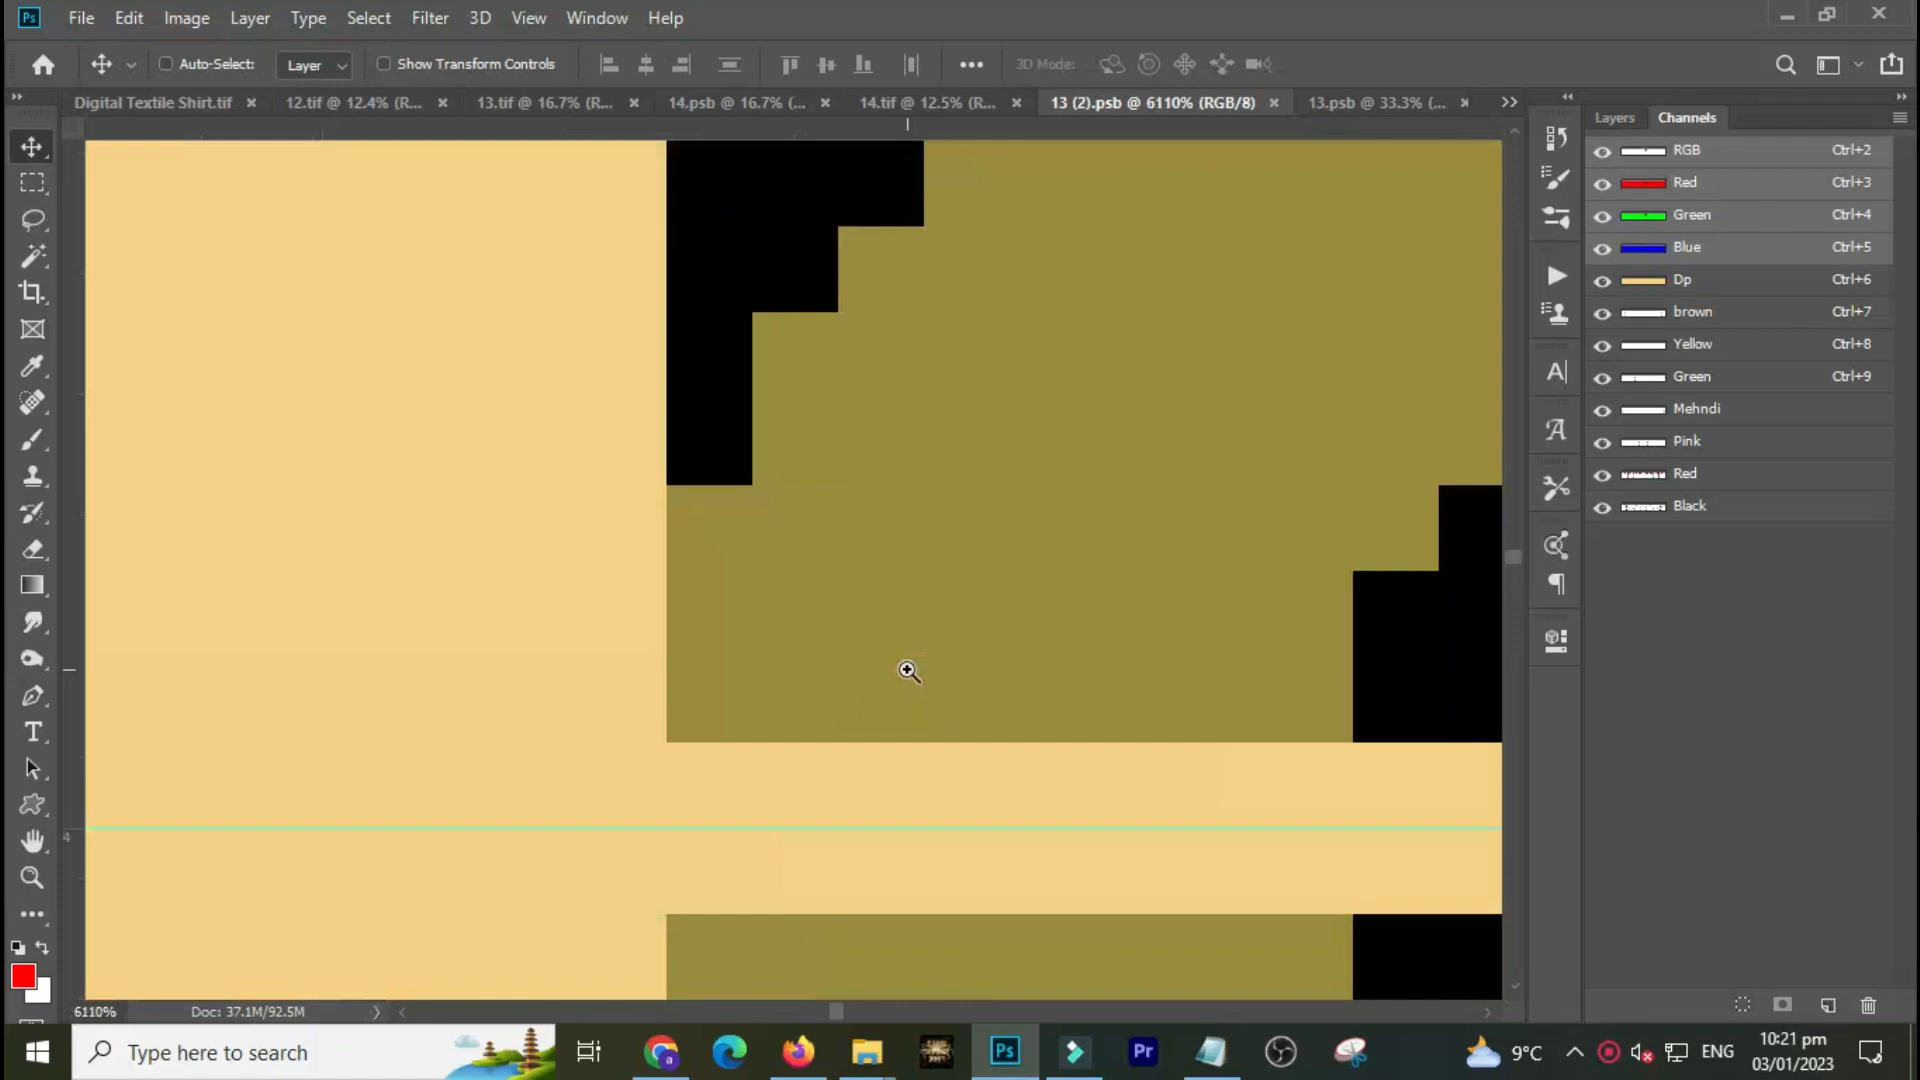 Ps File Edit Image Layer Type Select Filter 3D View Window Help
Auto-Select: Layer Show Transform Controls 3D Mode:
Digital Textile Shirt.tif 12.tif @ 12.4% (R... 13.tif @ 16.7% (R... 14.psb @ 16.7% (... 14.tif @ 12.5% (R... 13 (2).psb @ 6110% (RGB/8) 13.psb @ 33.3% (...
Layers Channels
RGB Ctrl+2
Red Ctrl+3
Green Ctrl+4
Blue Ctrl+5
Dp Ctrl+6
brown Ctrl+7
Yellow Ctrl+8
Green Ctrl+9
Mehndi
Pink
Red
Black
4
6110% Doc: 37.1M/92.5M
Type here to search Ps Pr 9°C ENG 10:21 pm
03/01/2023